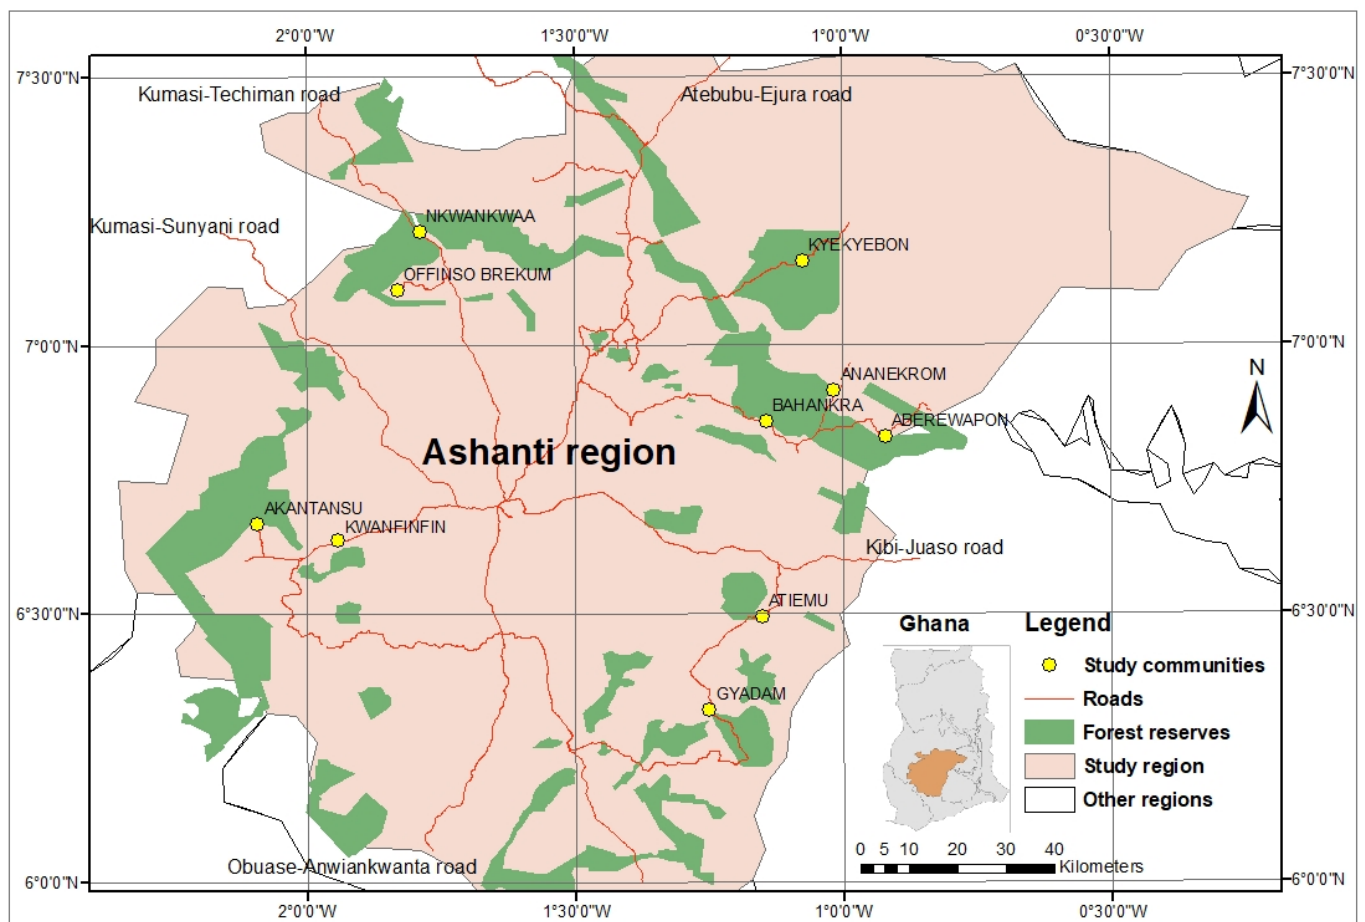 2°0'0"W 1°30'0"W 1°0'0"W 0°30'0"W
7°30'0"N 7°30'0"N
Kumasi-Techiman road Atebubu-Ejura road
NKWANKWAA
Kumasi-Sunyani road
KYEKYEBON
OFFINSO BREKUM
7°0'0"N 7°0'0"N
N
ANANEKROM
BAHANKRA
ABEREWAPON
Ashanti region
AKANTANSU
KWANFINFIN
Kibi-Juaso road
ATIEMU
6°30'0"N 6°30'0"N
Ghana Legend
Study communities
GYADAM
Roads
Forest reserves
Study region
Other regions
0 5 10 20 30 40
Kilometers
Obuase-Anwiankwanta road
6°0'0"N 6°0'0"N
2°0'0"W 1°30'0"W 1°0'0"W 0°30'0"W